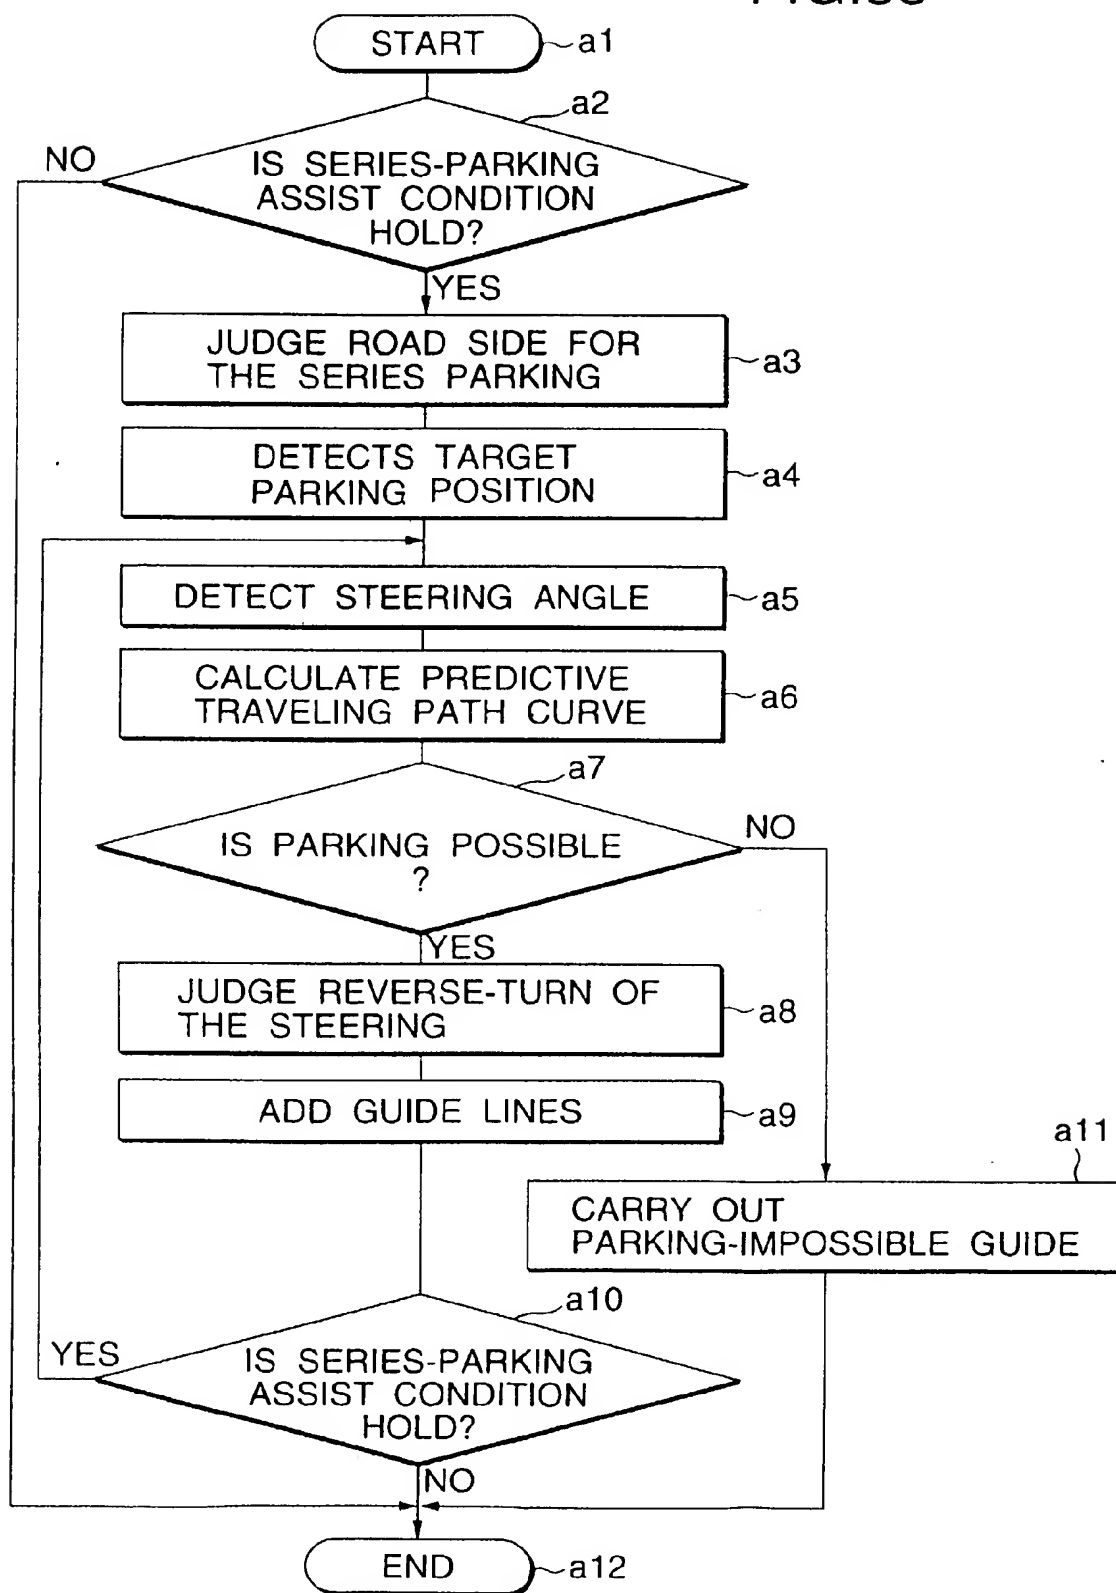 START
a1
a2
NO
IS SERIES-PARKING
ASSIST CONDITION
HOLD?
YES
JUDGE ROAD SIDE FOR
THE SERIES PARKING
a3
DETECTS TARGET
PARKING POSITION
a4
DETECT STEERING ANGLE
a5
CALCULATE PREDICTIVE
TRAVELING PATH CURVE
a6
a7
IS PARKING POSSIBLE
?
NO
YES
JUDGE REVERSE-TURN OF
THE STEERING
a8
ADD GUIDE LINES
a9
a11
CARRY OUT
PARKING-IMPOSSIBLE GUIDE
a10
YES
IS SERIES-PARKING
ASSIST CONDITION
HOLD?
NO
END
a12